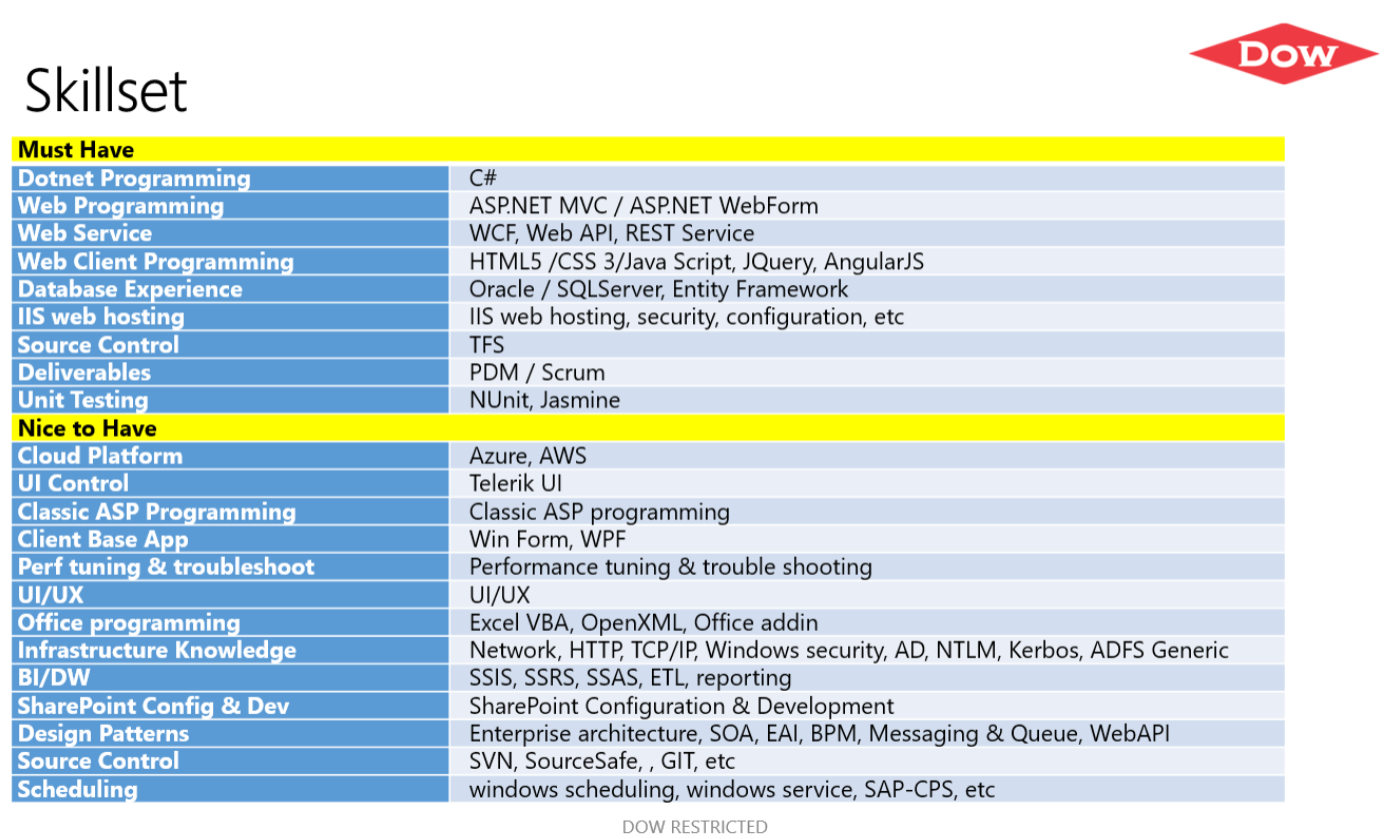 Dow
Skillset
Must Have
Dotnet Programming C#
Web Programming ASP.NET MVC / ASP.NET WebForm
Web Service WCF, Web API, REST Service
Web Client Programming HTML5 /CSS 3/Java Script, JQuery, AngularJS
Database Experience Oracle / SQLServer, Entity Framework
IIS web hosting IIS web hosting, security, configuration, etc
Source Control TFS
Deliverables PDM / Scrum
Unit Testing NUnit, Jasmine
Nice to Have
Cloud Platform Azure, AWS
UI Control Telerik UI
Classic ASP Programming Classic ASP programming
Client Base App Win Form, WPF
Perf tuning & troubleshoot Performance tuning & trouble shooting
UI/UX UI/UX
Office programming Excel VBA, OpenXML, Office addin
Infrastructure Knowledge Network, HTTP, TCP/IP, Windows security, AD, NTLM, Kerbos, ADFS Generic
BI/DW SSIS, SSRS, SSAS, ETL, reporting
SharePoint Config & Dev SharePoint Configuration & Development
Design Patterns Enterprise architecture, SOA, EAI, BPM, Messaging & Queue, WebAPI
Source Control SVN, SourceSafe, , GIT, etc
Scheduling windows scheduling, windows service, SAP-CPS, etc
DOW RESTRICTED